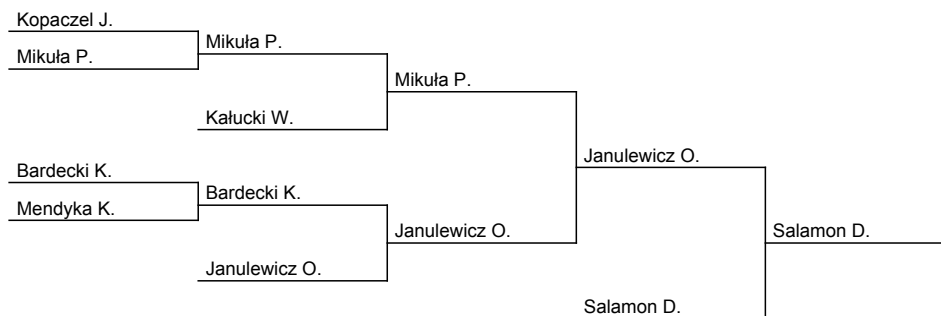 Kopaczel J.
Mikuła P.
Mikuła P.
Mikuła P.
Kałucki W.
Janulewicz O.
Bardecki K.
Bardecki K.
Mendyka K.
Janulewicz O.
Salamon D.
Janulewicz O.
Salamon D.